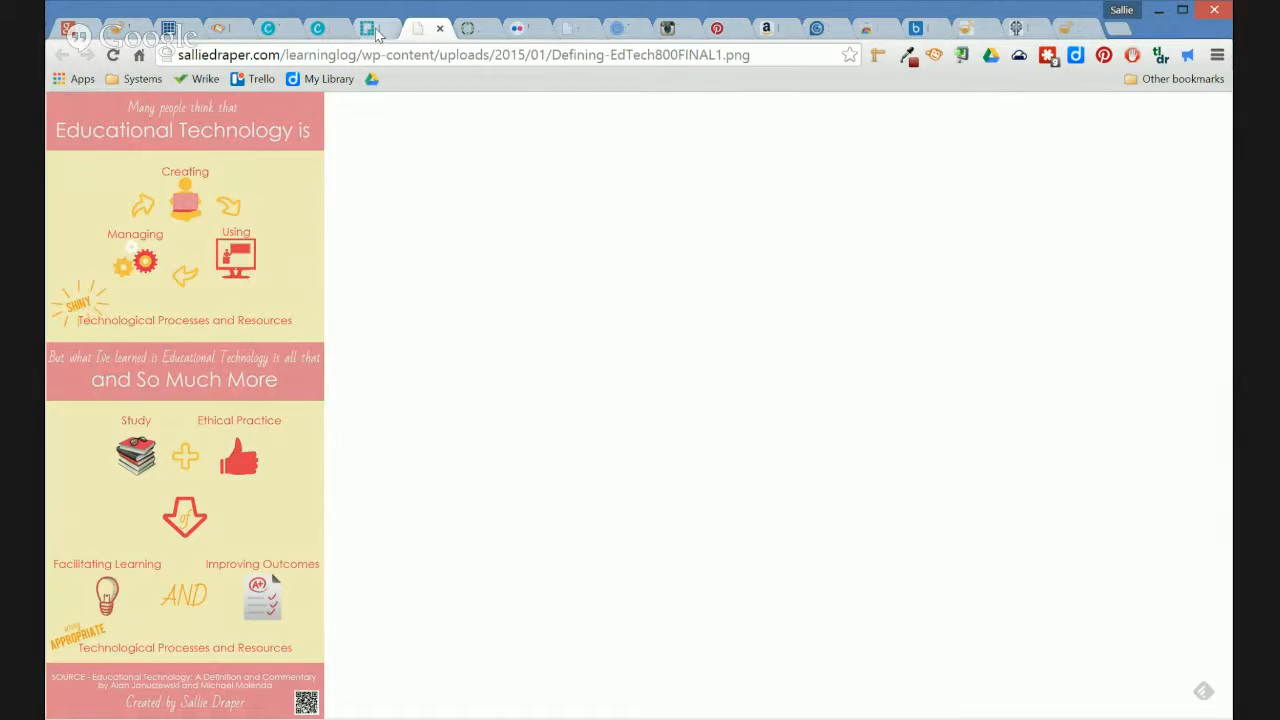 Sallie
Google
salliedraper.com/learninglog/wp-content/uploads/2015/01/Defining-EdTech800FINAL1.png
Apps Systems Wrike Trello My Library Other bookmarks
Many people think that
Educational Technology is
Creating
Managing
Using
SHINY
Technological Processes and Resources
But what I've learned is Educational Technology is all that
and So Much More
Study
Ethical Practice
of
Facilitating Learning
Improving Outcomes
AND
A+
using
APPROPRIATE
Technological Processes and Resources
SOURCE - Educational Technology: A Definition and Commentary
by Alan Januszewski and Michael Molenda
Created by Sallie Draper